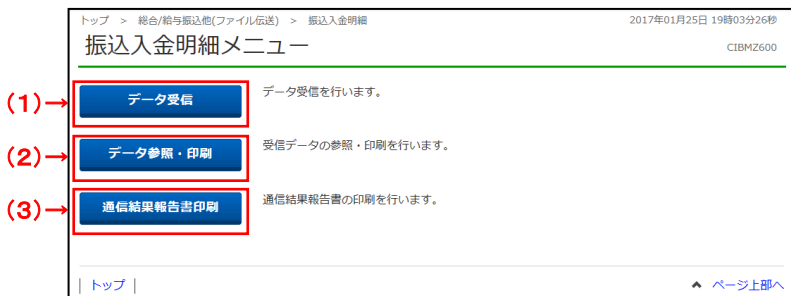 トップ > 総合/給与振込他(ファイル伝送) > 振込入金明細 2017年01月25日 19時03分26秒
振込入金明細メニュー CIBMZ600
(1)→ データ受信 データ受信を行います。
(2)→ データ参照・印刷 受信データの参照・印刷を行います。
(3)→ 通信結果報告書印刷 通信結果報告書の印刷を行います。
| トップ | ページ上部へ